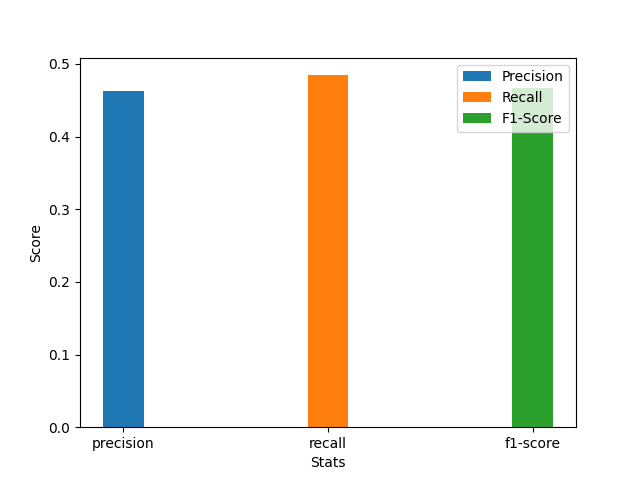 0.5
0.4
0.3
0.2
0.1
0.0
Score
precision
recall
f1-score
Stats
Precision
Recall
F1-Score